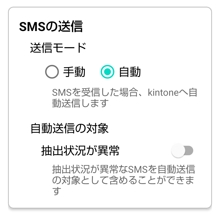 SMSの送信
送信モード
手動 自動
SMSを受信した場合、kintoneへ自
動送信します
自動送信の対象
抽出状況が異常
抽出状況が異常なSMSを自動送信
の対象として含めることができま
す